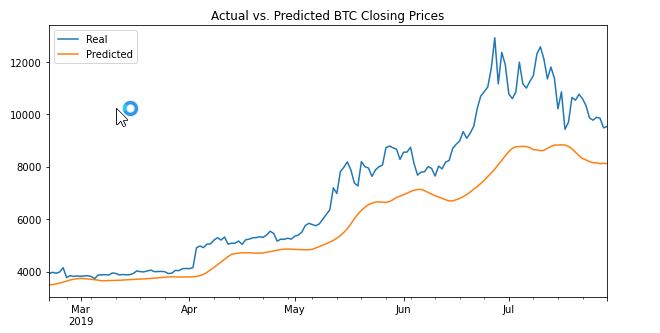 Actual vs. Predicted BTC Closing Prices
Real
Predicted
12000
10000
8000
6000
4000
Mar
2019
Apr
May
Jun
Jul